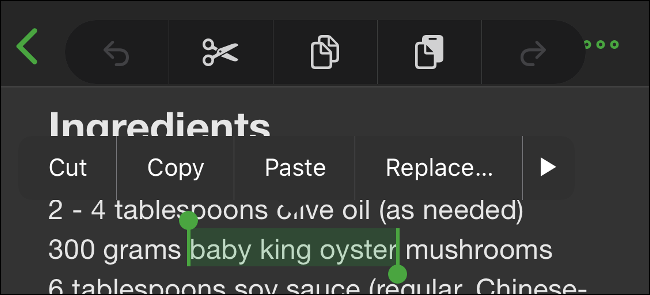 Ingredients
Cut Copy Paste Replace...
2 - 4 tablespoons olive oil (as needed)
300 grams baby king oyster mushrooms
6 tablespoons soy sauce (regular, Chinese-